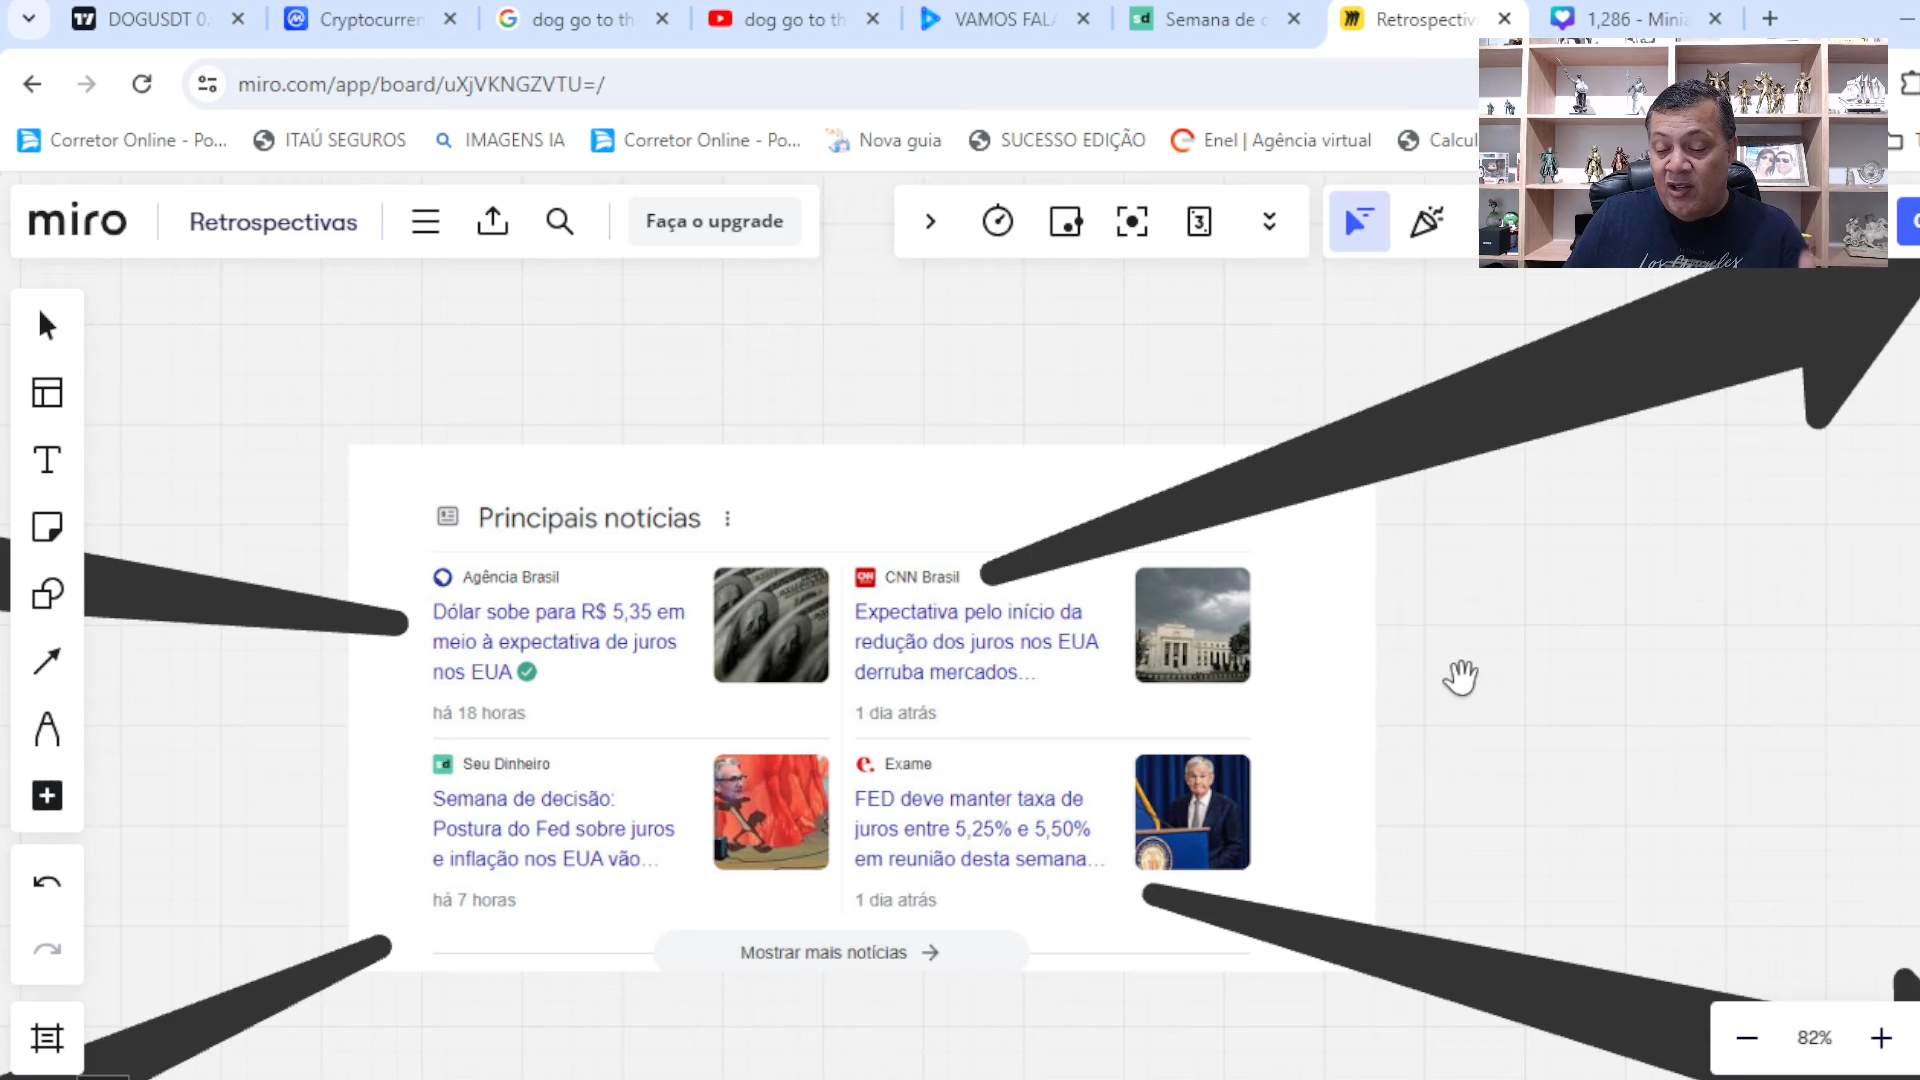 DOGUSDT 0.
Cryptocurren
dog go to th
dog go to th
VAMOS FAL
Semana de
Retrospectiv
1,286 - Minia
miro.com/app/board/uXjVKNGZVTU=/
Corretor Online - Po...
ITAÚ SEGUROS
IMAGENS IA
Corretor Online - Po...
Nova guia
SUCESSO EDIÇÃO
Enel | Agência virtual
Calcul
Los Angeles
miro
Retrospectivas
Faça o upgrade
3
Principais notícias
Agência Brasil
Dólar sobe para R$ 5,35 em
meio à expectativa de juros
nos EUA
há 18 horas
CNN Brasil
Expectativa pelo início da
redução dos juros nos EUA
derruba mercados...
1 dia atrás
sd Seu Dinheiro
Semana de decisão:
Postura do Fed sobre juros
e inflação nos EUA vão...
há 7 horas
e. Exame
FED deve manter taxa de
juros entre 5,25% e 5,50%
em reunião desta semana...
1 dia atrás
Mostrar mais notícias
82%